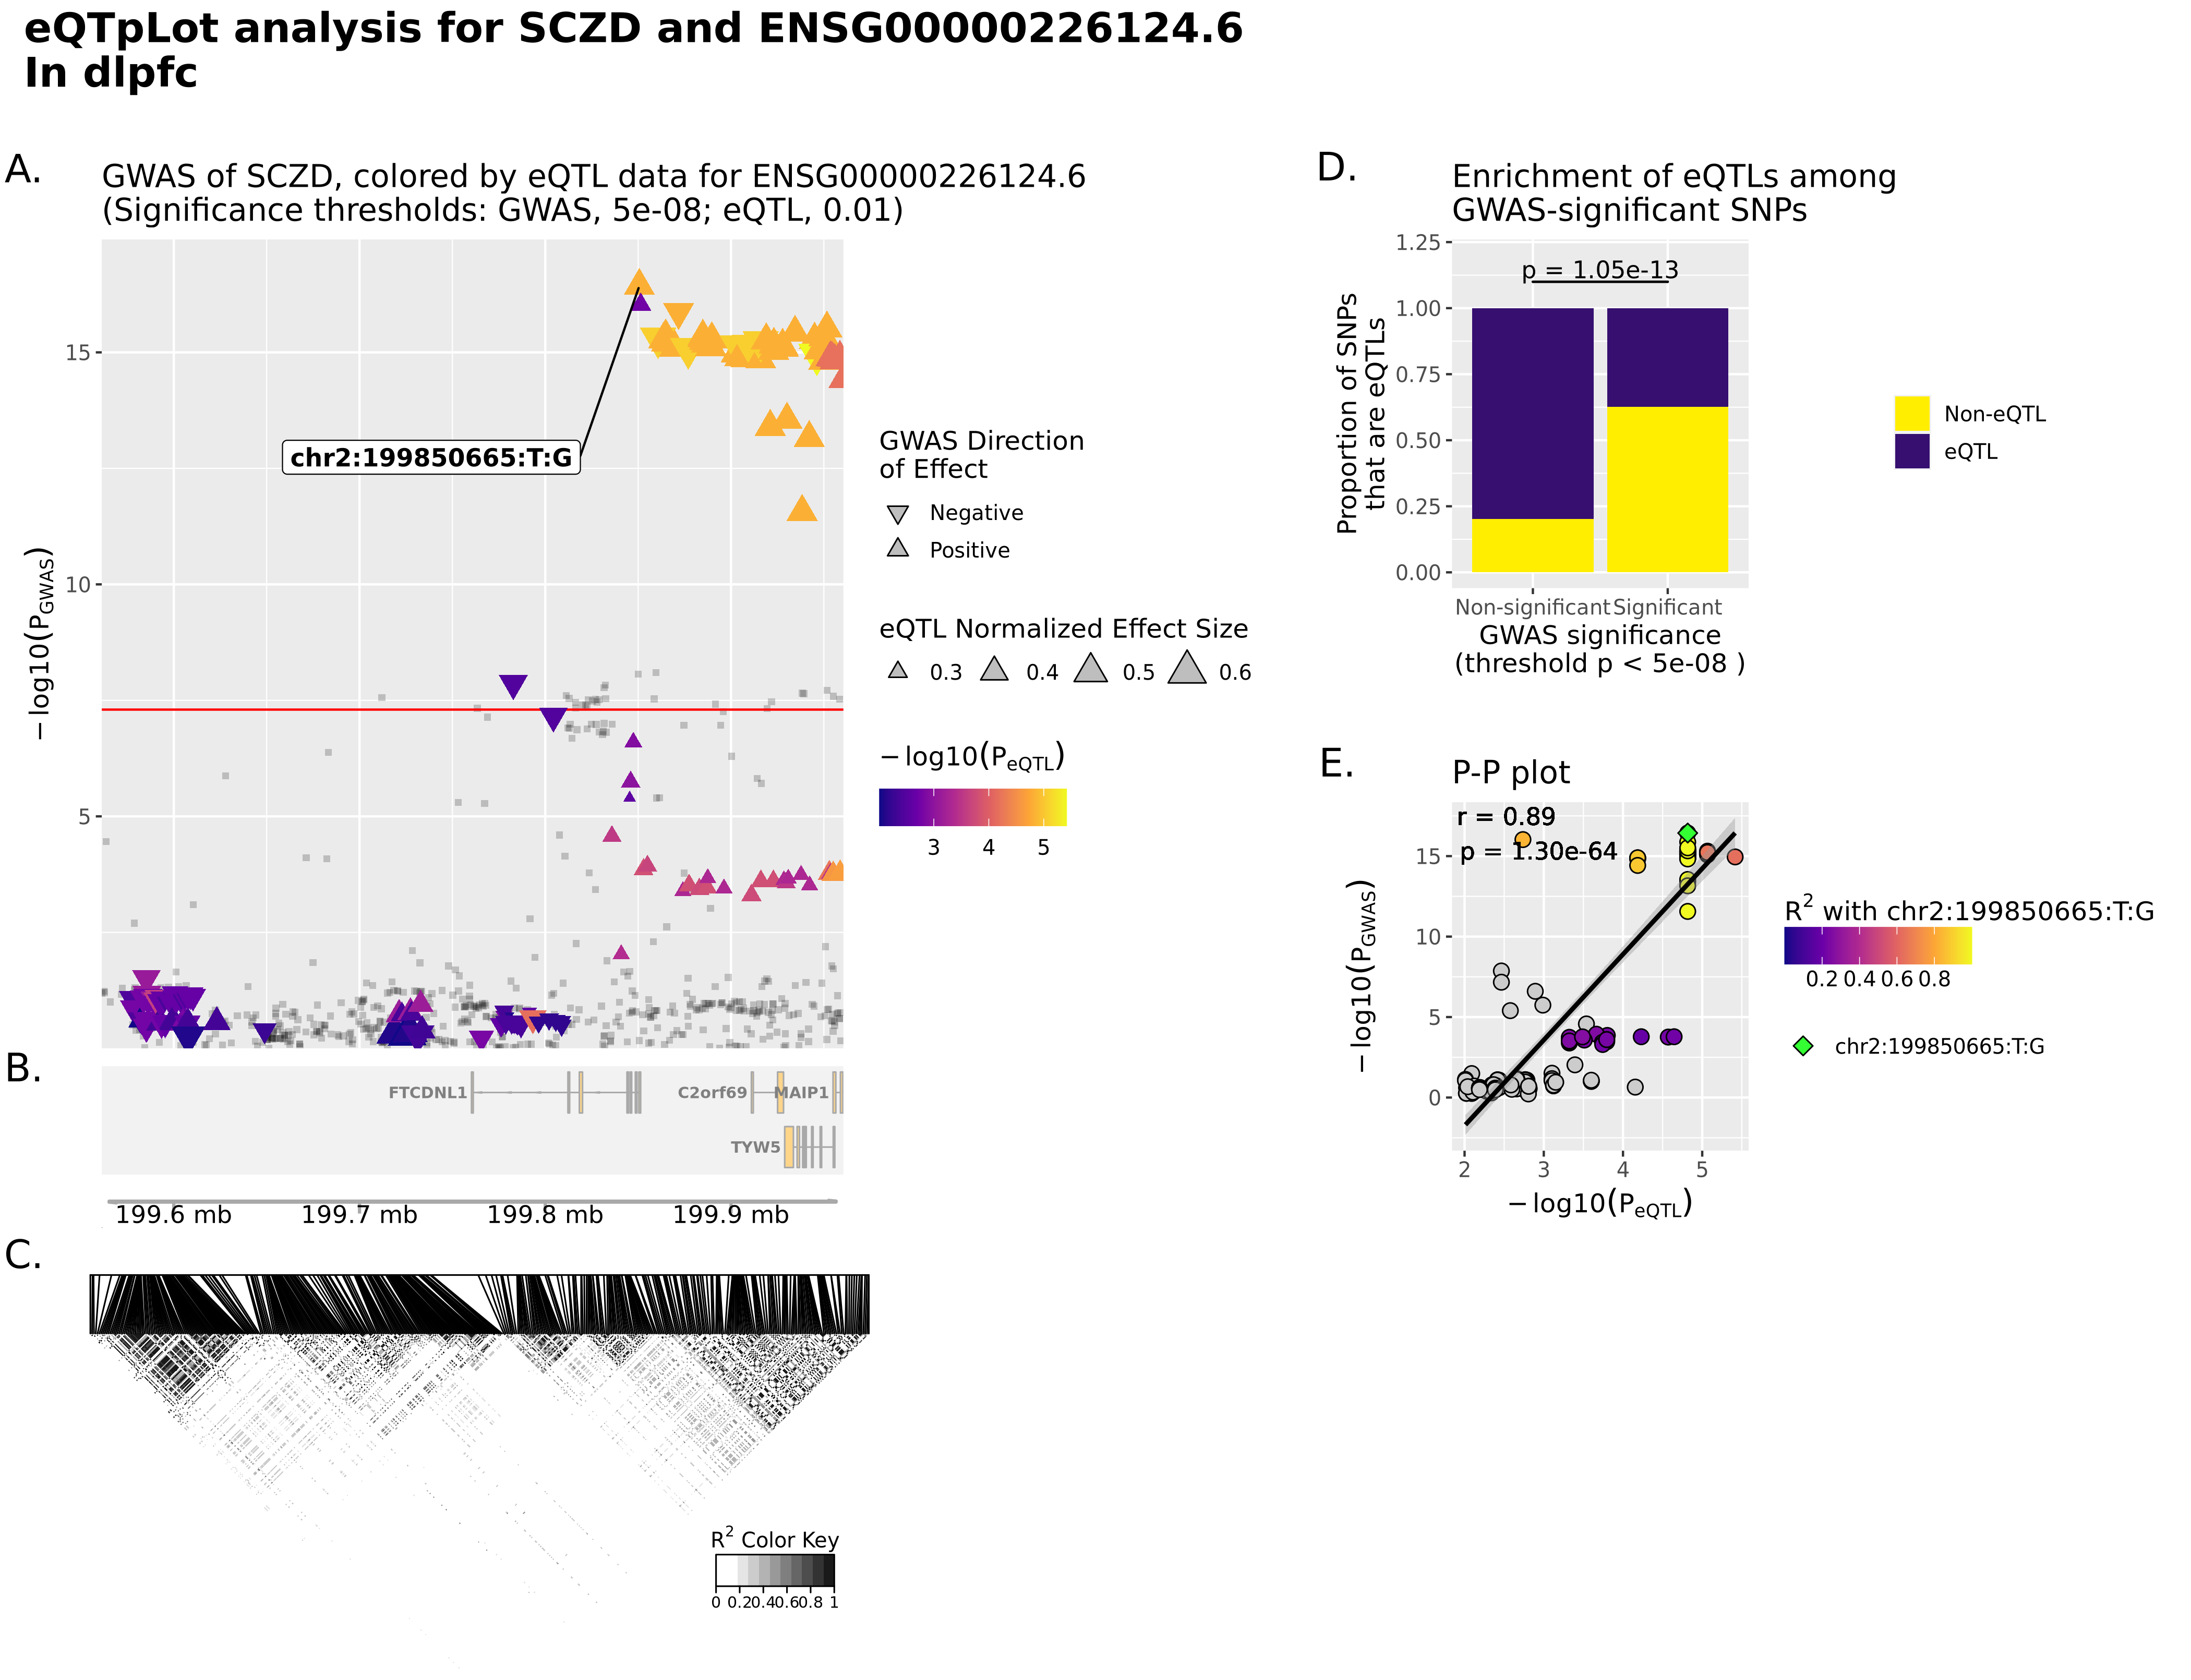 eQTpLot analysis for SCZD and ENSG00000226124.6
In dlpfc
A.
GWAS of SCZD, colored by eQTL data for ENSG00000226124.6
(Significance thresholds: GWAS, 5e-08; eQTL, 0.01)
15
10
5
−log10(PGWAS)
chr2:199850665:T:G
GWAS Direction
of Effect
Negative
Positive
eQTL Normalized Effect Size
0.3 0.4 0.5 0.6
−log10(PeQTL)
3 4 5
B.
FTCDNL1 C2orf69 MAIP1
TYW5
199.6 mb 199.7 mb 199.8 mb 199.9 mb
C.
R2 Color Key
0 0.2 0.4 0.6 0.8 1
D.
Enrichment of eQTLs among
GWAS-significant SNPs
1.25
1.00
0.75
0.50
0.25
0.00
Proportion of SNPs
that are eQTLs
p = 1.05e-13
Non-significant Significant
GWAS significance
(threshold p < 5e-08 )
Non-eQTL
eQTL
E.
P-P plot
r = 0.89
p = 1.30e-64
15
10
5
0
−log10(PGWAS)
2 3 4 5
−log10(PeQTL)
R2 with chr2:199850665:T:G
0.2 0.4 0.6 0.8
chr2:199850665:T:G